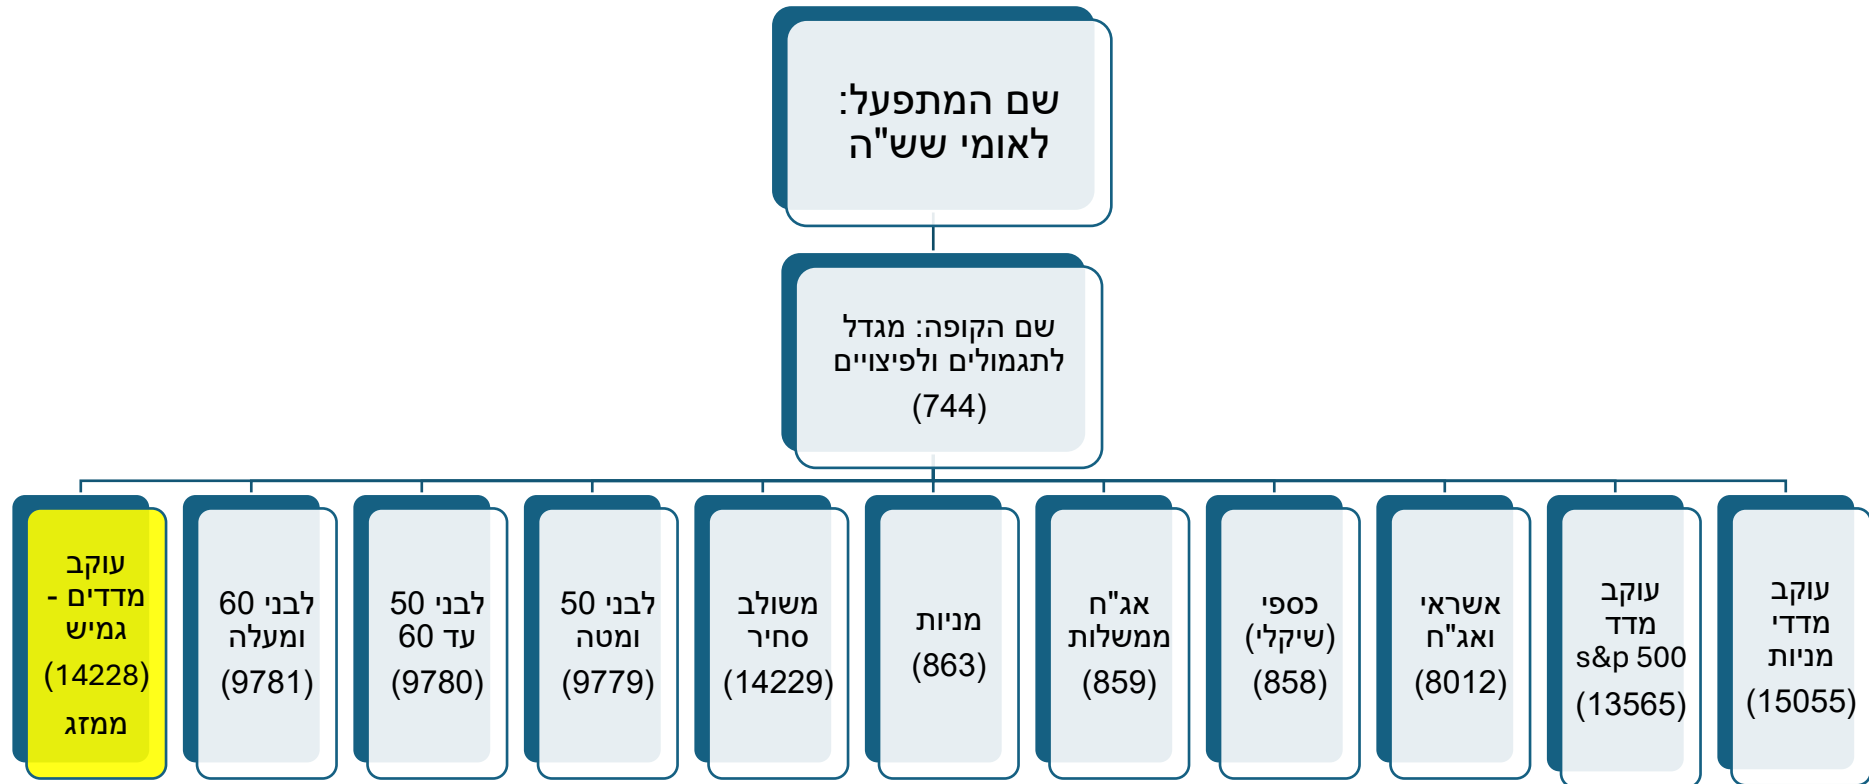 שם המתפעל:
לאומי שש"ה
שם הקופה: מגדל
לתגמולים ולפיצויים
(744)
עוקב
מדדי
מניות
(15055)
עוקב
מדד
s&p 500
(13565)
אשראי
ואג"ח
(8012)
כספי
(שיקלי)
(858)
אג"ח
ממשלות
(859)
מניות
(863)
משולב
סחיר
(14229)
לבני 50
ומטה
(9779)
לבני 50
עד 60
(9780)
לבני 60
ומעלה
(9781)
עוקב
מדדים -
גמיש
(14228)
ממזג